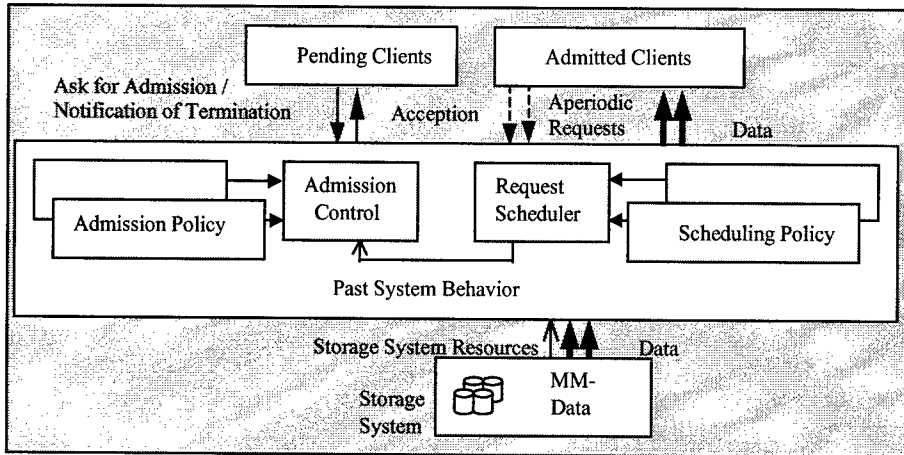 Pending Clients
Admitted Clients
Ask for Admission /
Notification of Termination
Acception
Aperiodic
Requests
Data
Admission
Control
Request
Scheduler
Admission Policy
Scheduling Policy
Past System Behavior
Storage System Resources
Data
Storage
System
MM-
Data